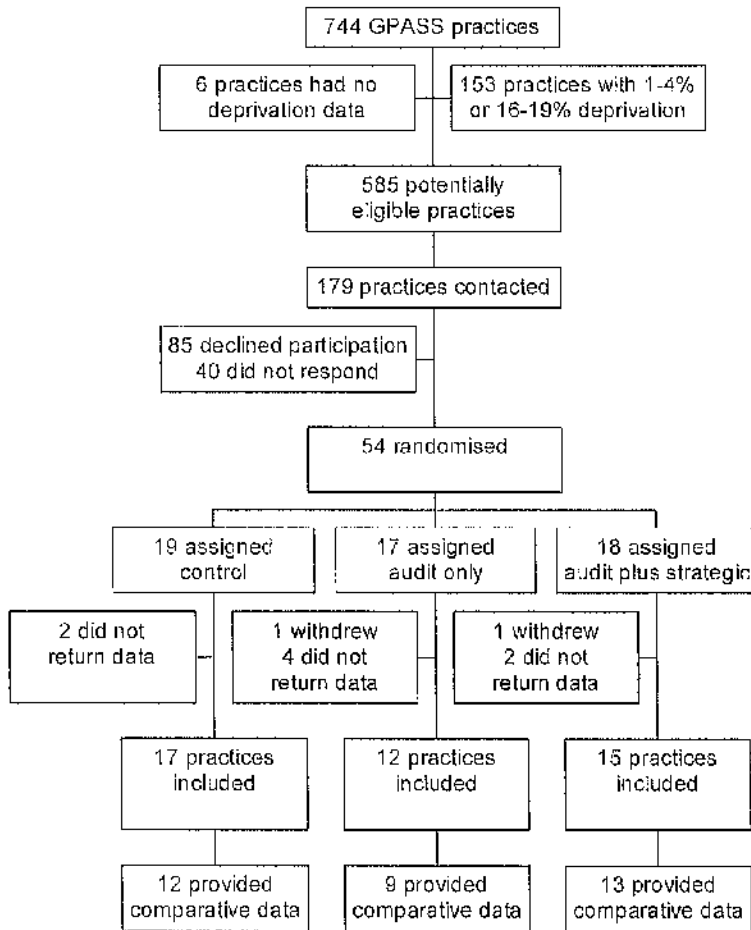 744 GPASS practices
6 practices had no
deprivation data
153 practices with 1-4%
or 16-19% deprivation
585 potentially
eligible practices
179 practices contacted
85 declined participation
40 did not respond
54 randomised
19 assigned
control
17 assigned
audit only
18 assigned
audit plus strategic
2 did not
return data
1 withdrew
4 did not
return data
1 withdrew
2 did not
return data
17 practices
included
12 practices
included
15 practices
included
12 provided
comparative data
9 provided
comparative data
13 provided
comparative data